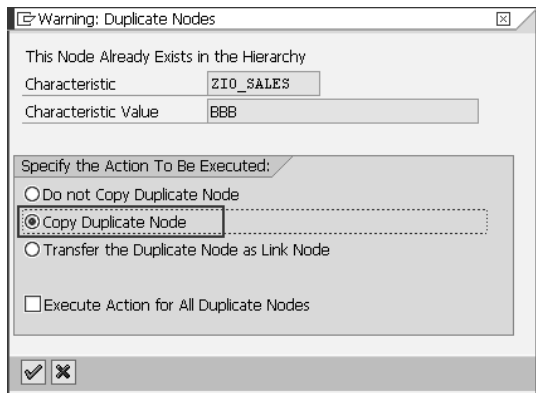 Warning: Duplicate Nodes
This Node Already Exists in the Hierarchy
Characteristic ZIO_SALES
Characteristic Value BBB
Specify the Action To Be Executed:
Do not Copy Duplicate Node
Copy Duplicate Node
Transfer the Duplicate Node as Link Node
Execute Action for All Duplicate Nodes